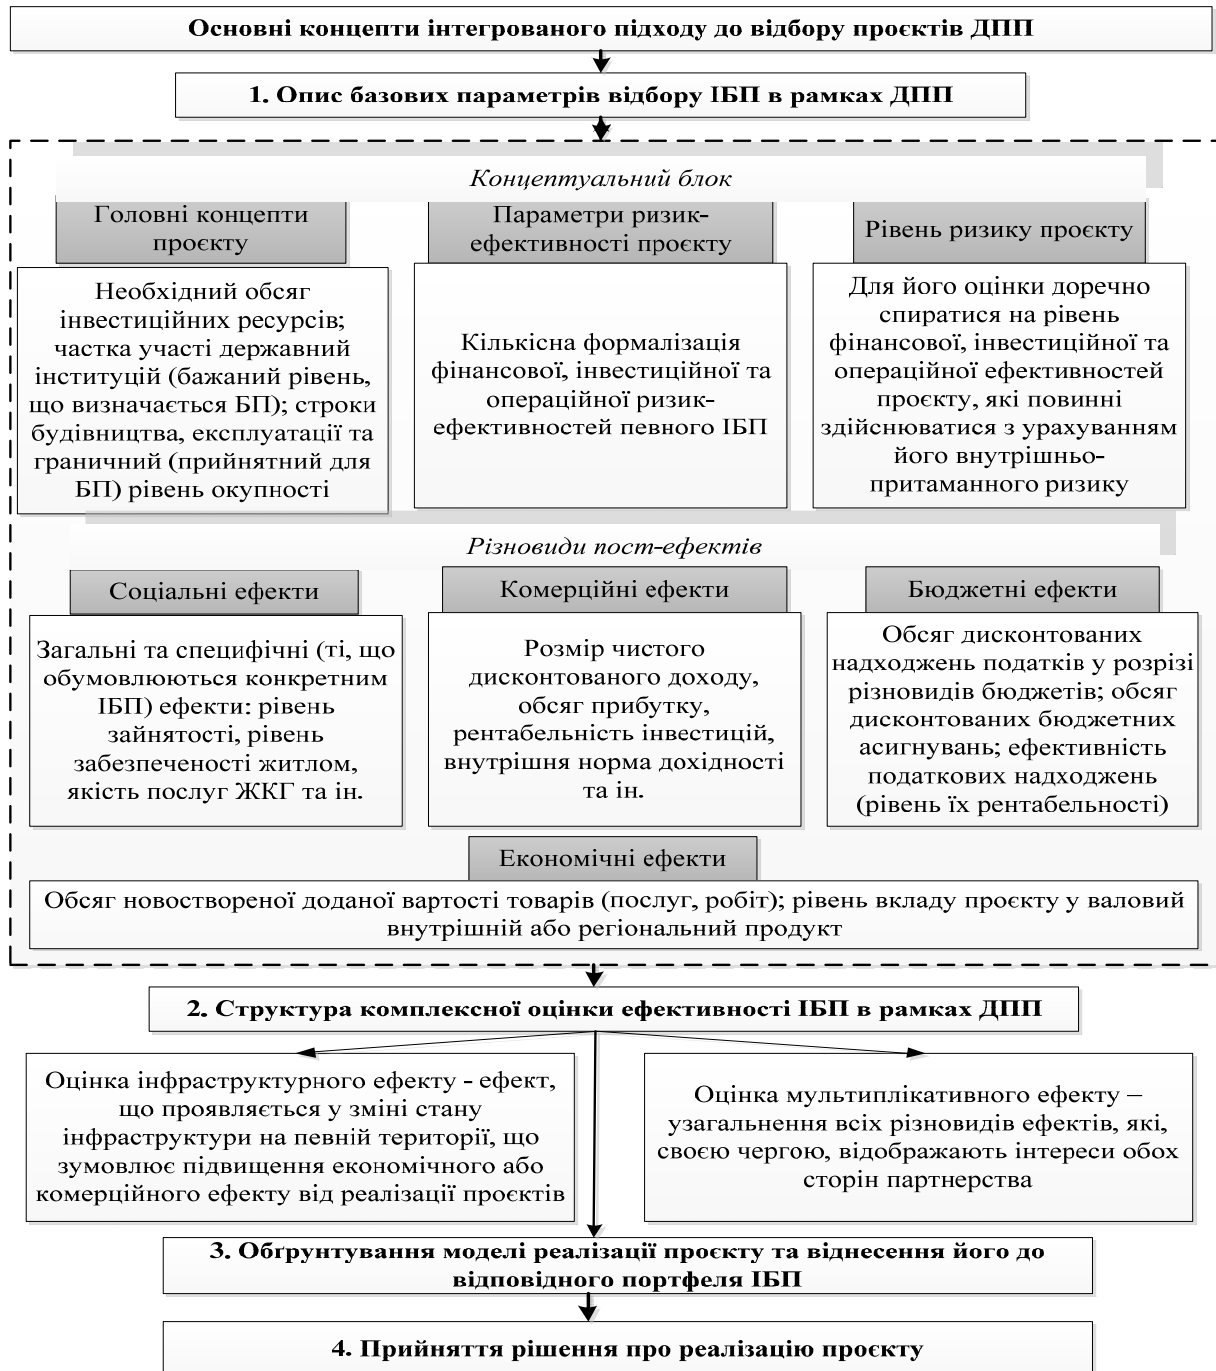 Основні концепти інтегрованого підходу до відбору проєктів ДПП
1. Опис базових параметрів відбору ІБП в рамках ДПП
Концептуальний блок
Головні концепти
проєкту
Необхідний обсяг
інвестиційних ресурсів;
частка участі державний
інституцій (бажаний рівень,
що визначається БП); строки
будівництва, експлуатації та
граничний (прийнятний для
БП) рівень окупності
Параметри ризик-
ефективності проєкту
Кількісна формалізація
фінансової, інвестиційної та
операційної ризик-
ефективностей певного ІБП
Рівень ризику проєкту
Для його оцінки доречно
спиратися на рівень
фінансової, інвестиційної та
операційної ефективностей
проєкту, які повинні
здійснюватися з урахуванням
його внутрішньо-
притаманного ризику
Різновиди пост-ефектів
Соціальні ефекти
Загальні та специфічні (ті, що
обумовлюються конкретним
ІБП) ефекти: рівень
зайнятості, рівень
забезпеченості житлом,
якість послуг ЖКГ та ін.
Комерційні ефекти
Розмір чистого
дисконтованого доходу,
обсяг прибутку,
рентабельність інвестицій,
внутрішня норма дохідності
та ін.
Бюджетні ефекти
Обсяг дисконтованих
надходжень податків у розрізі
різновидів бюджетів; обсяг
дисконтованих бюджетних
асигнувань; ефективність
податкових надходжень
(рівень їх рентабельності)
Економічні ефекти
Обсяг новоствореної доданої вартості товарів (послуг, робіт); рівень вкладу проєкту у валовий
внутрішній або регіональний продукт
2. Структура комплексної оцінки ефективності ІБП в рамках ДПП
Оцінка інфраструктурного ефекту - ефект,
що проявляється у зміні стану
інфраструктури на певній території, що
зумовлює підвищення економічного або
комерційного ефекту від реалізації проєктів
Оцінка мультиплікативного ефекту –
узагальнення всіх різновидів ефектів, які,
своєю чергою, відображають інтереси обох
сторін партнерства
3. Обґрунтування моделі реалізації проєкту та віднесення його до
відповідного портфеля ІБП
4. Прийняття рішення про реалізацію проєкту